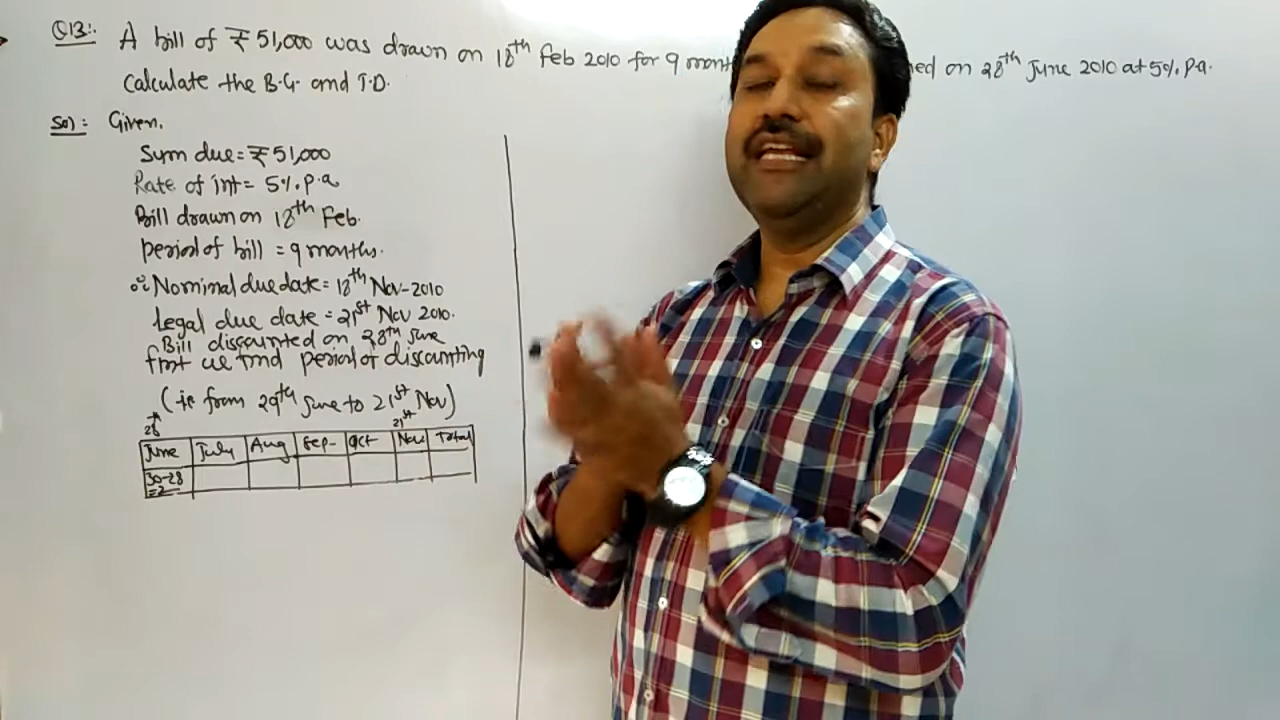 Q13:. A bill of ₹ 51,000 was drawn on 18th Feb 2010 for 9 mont ed on 28th June 2010 at 5%. p.a.
Calculate the B.G. and T.D.
Sol: Given,
Sum due = ₹ 51,000
Rate of int = 5%. p.a
Bill drawn on 18th Feb.
period of bill = 9 months.
∴ Nominal due date = 18th Nov-2010
legal due date = 21st Nov 2010.
Bill discounted on 28th June
first we find period of discounting
(ie from 29th June to 21st Nov)
28th 21st
June July Aug Sep- Oct Nov Total
30-28
=2